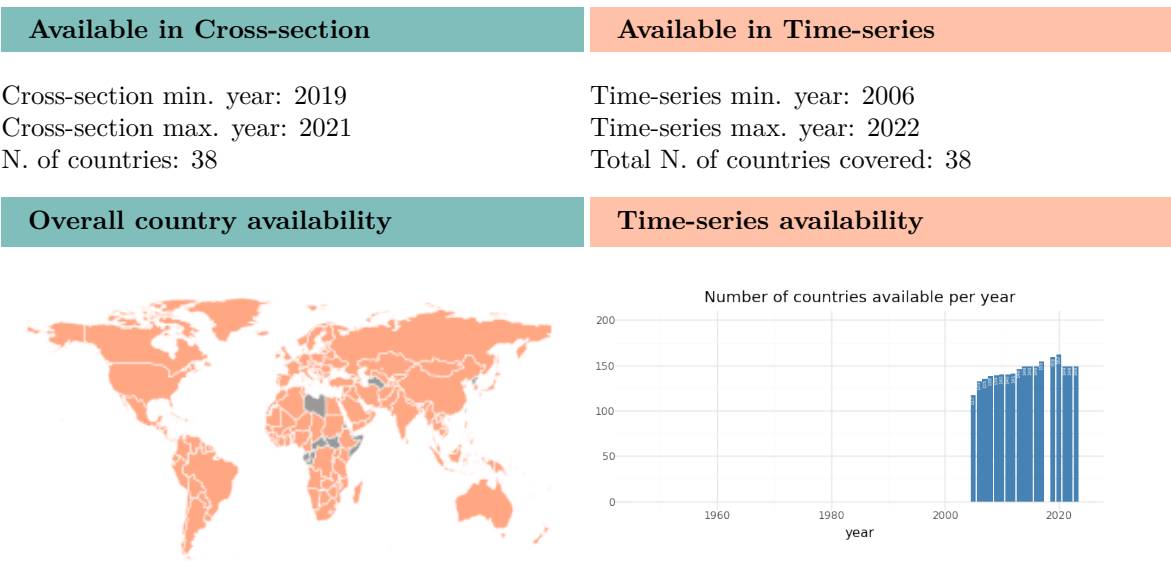 Available in Cross-section
Available in Time-series
Cross-section min. year: 2019
Cross-section max. year: 2021
N. of countries: 38
Time-series min. year: 2006
Time-series max. year: 2022
Total N. of countries covered: 38
Overall country availability
Time-series availability
Number of countries available per year
200
150
100
50
0
1960
1980
2000
2020
year